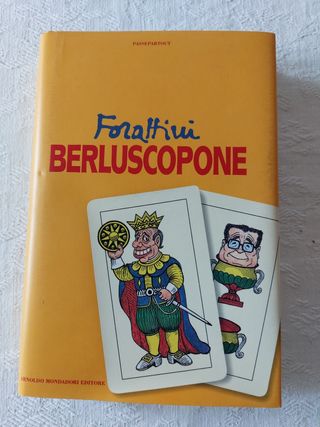 PASSEPARTOUT
Forattini
BERLUSCOPONE
ARNOLDO MONDADORI EDITORE